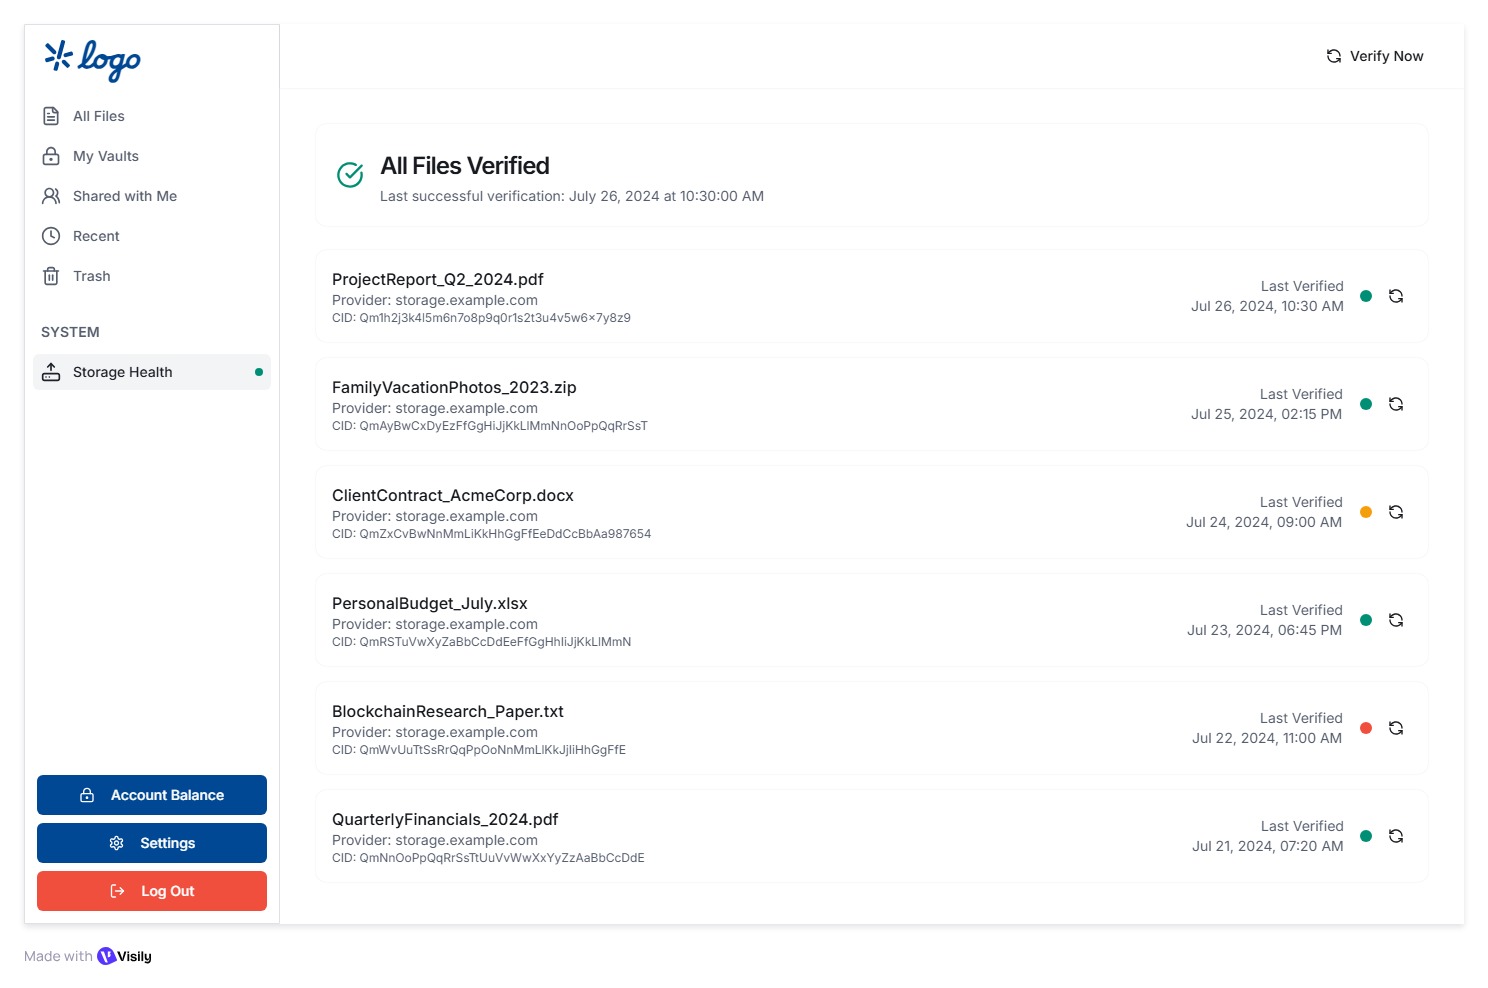 logo
All Files
My Vaults
Shared with Me
Recent
Trash
SYSTEM
Storage Health
Account Balance
Settings
Log Out
Verify Now
All Files Verified
Last successful verification: July 26, 2024 at 10:30:00 AM
ProjectReport_Q2_2024.pdf
Provider: storage.example.com
CID: Qm1h2j3k4l5m6n7o8p9q0r1s2t3u4v5w6x7y8z9
Last Verified
Jul 26, 2024, 10:30 AM
FamilyVacationPhotos_2023.zip
Provider: storage.example.com
CID: QmAyBwCxDyEzFfGgHiJjKkLlMmNnOoPpQqRrSsT
Last Verified
Jul 25, 2024, 02:15 PM
ClientContract_AcmeCorp.docx
Provider: storage.example.com
CID: QmZxCvBwNnMmLiKkHhGgFfEeDdCcBbAa987654
Last Verified
Jul 24, 2024, 09:00 AM
PersonalBudget_July.xlsx
Provider: storage.example.com
CID: QmRSTuVwXyZaBbCcDdEeFfGgHhIiJjKkLlMmN
Last Verified
Jul 23, 2024, 06:45 PM
BlockchainResearch_Paper.txt
Provider: storage.example.com
CID: QmWvUuTtSsRrQqPpOoNnMmLlKkJjIiHhGgFfE
Last Verified
Jul 22, 2024, 11:00 AM
QuarterlyFinancials_2024.pdf
Provider: storage.example.com
CID: QmNnOoPpQqRrSsTtUuVvWwXxYyZzAaBbCcDdE
Last Verified
Jul 21, 2024, 07:20 AM
Made with Visily